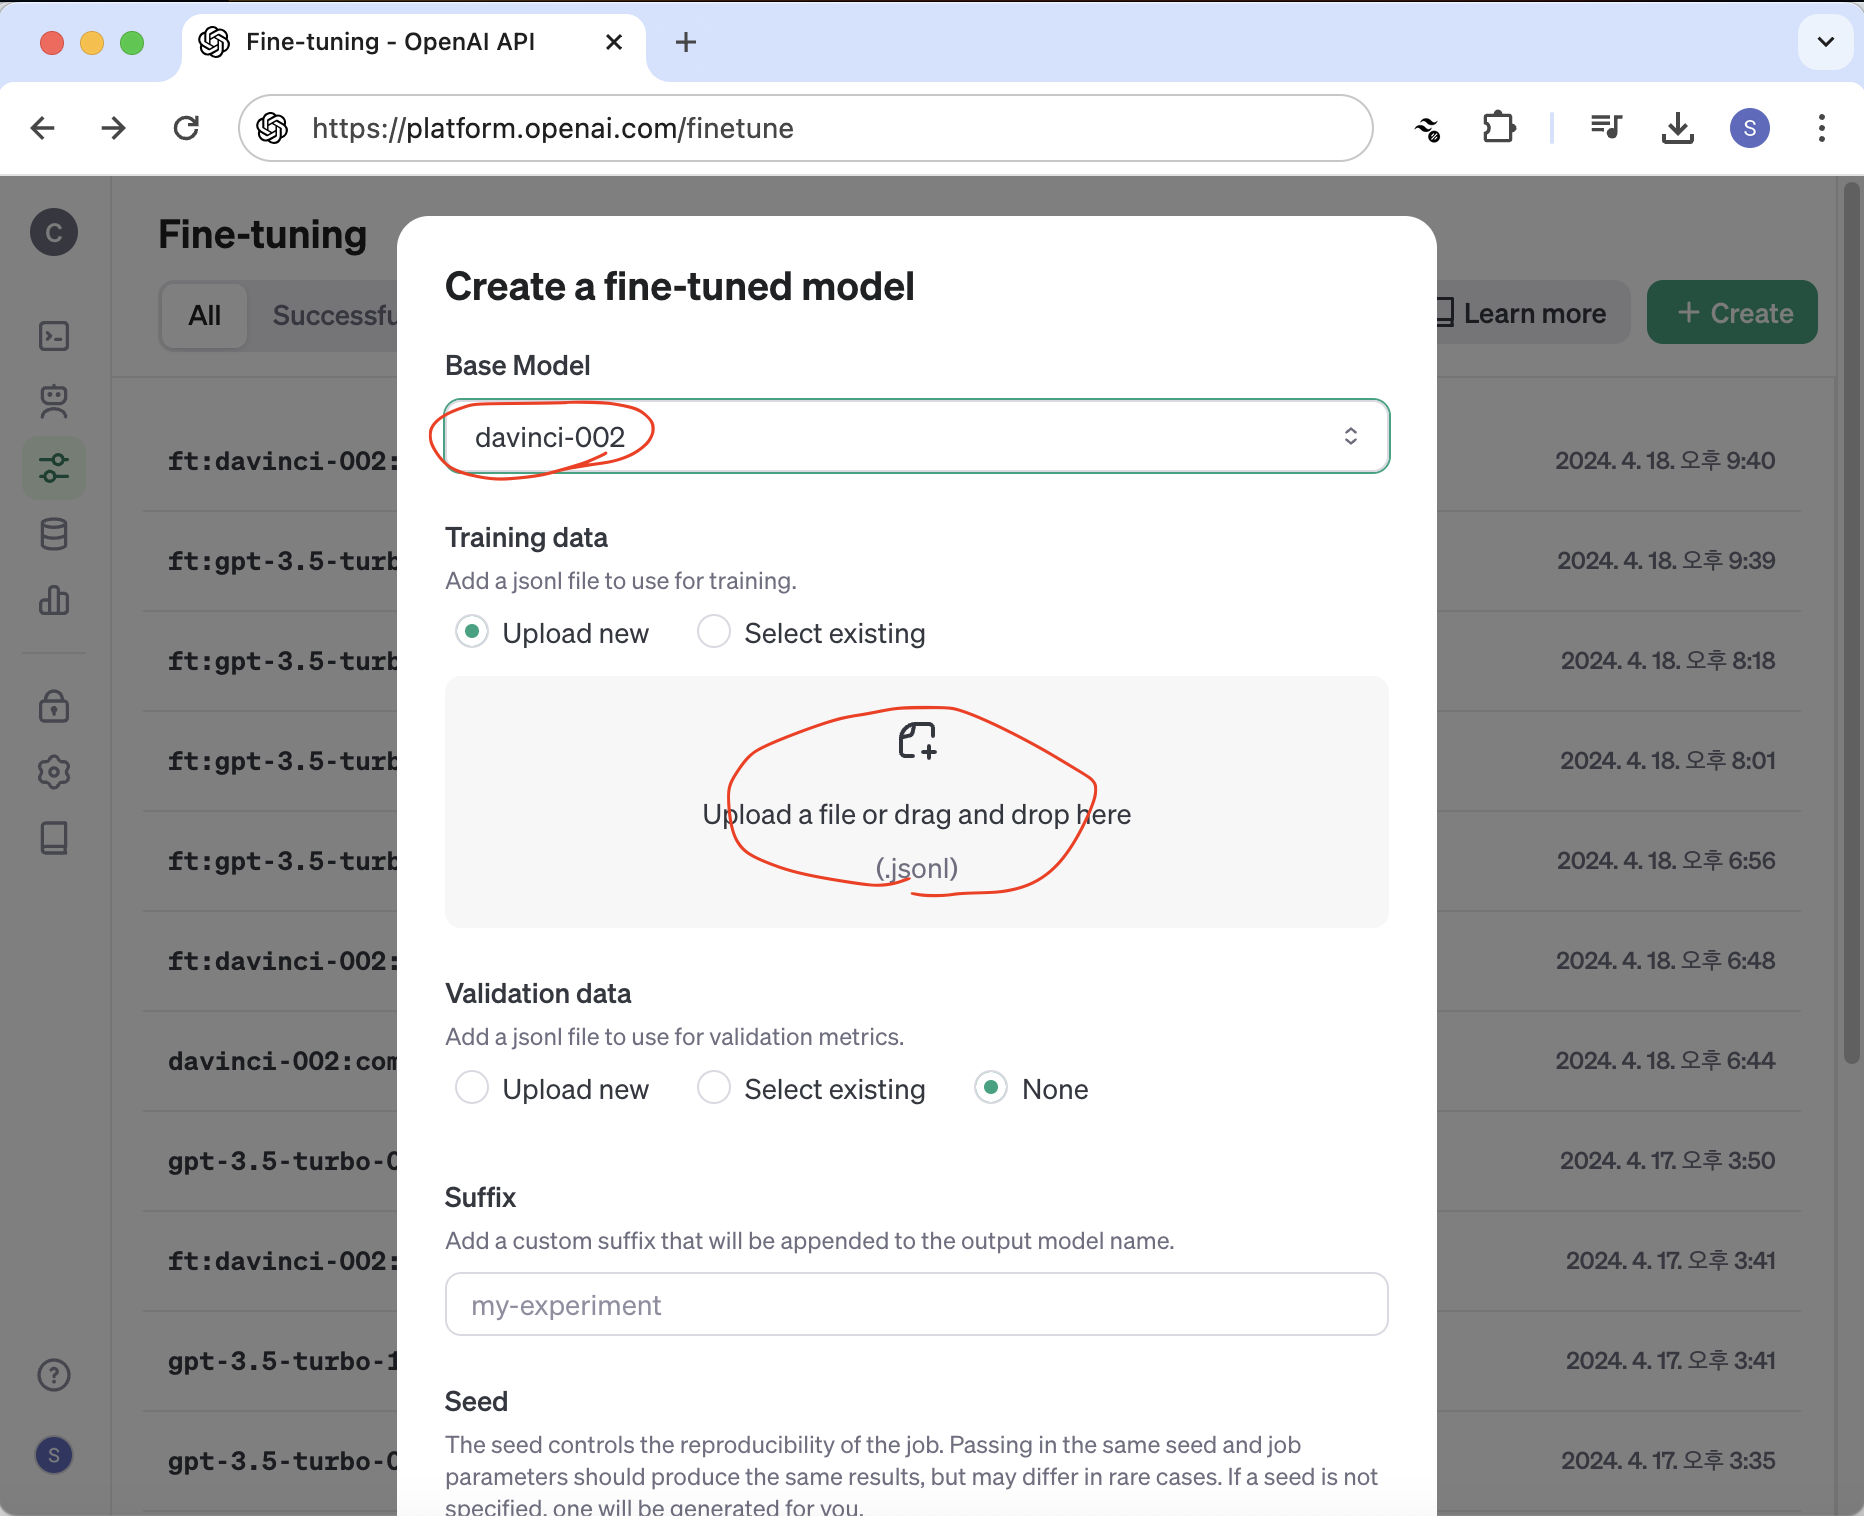 Fine-tuning - OpenAI API
https://platform.openai.com/finetune
S
C
Fine-tuning
All Successfu
Learn more
+ Create
Create a fine-tuned model
Base Model
davinci-002
Training data
Add a jsonl file to use for training.
Upload new Select existing
Upload a file or drag and drop here
(.jsonl)
Validation data
Add a jsonl file to use for validation metrics.
Upload new Select existing None
Suffix
Add a custom suffix that will be appended to the output model name.
my-experiment
Seed
The seed controls the reproducibility of the job. Passing in the same seed and job
parameters should produce the same results, but may differ in rare cases. If a seed is not
specified, one will be generated for you.
ft:davinci-002: 2024. 4. 18. 오후 9:40
ft:gpt-3.5-turb 2024. 4. 18. 오후 9:39
ft:gpt-3.5-turb 2024. 4. 18. 오후 8:18
ft:gpt-3.5-turb 2024. 4. 18. 오후 8:01
ft:gpt-3.5-turb 2024. 4. 18. 오후 6:56
ft:davinci-002: 2024. 4. 18. 오후 6:48
davinci-002:com 2024. 4. 18. 오후 6:44
gpt-3.5-turbo-0 2024. 4. 17. 오후 3:50
ft:davinci-002: 2024. 4. 17. 오후 3:41
gpt-3.5-turbo-1 2024. 4. 17. 오후 3:41
gpt-3.5-turbo-0 2024. 4. 17. 오후 3:35
S